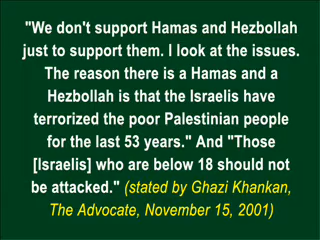 "We don't support Hamas and Hezbollah
just to support them. I look at the issues.
The reason there is a Hamas and a
Hezbollah is that the Israelis have
terrorized the poor Palestinian people
for the last 53 years." And "Those
[Israelis] who are below 18 should not
be attacked." (stated by Ghazi Khankan,
The Advocate, November 15, 2001)